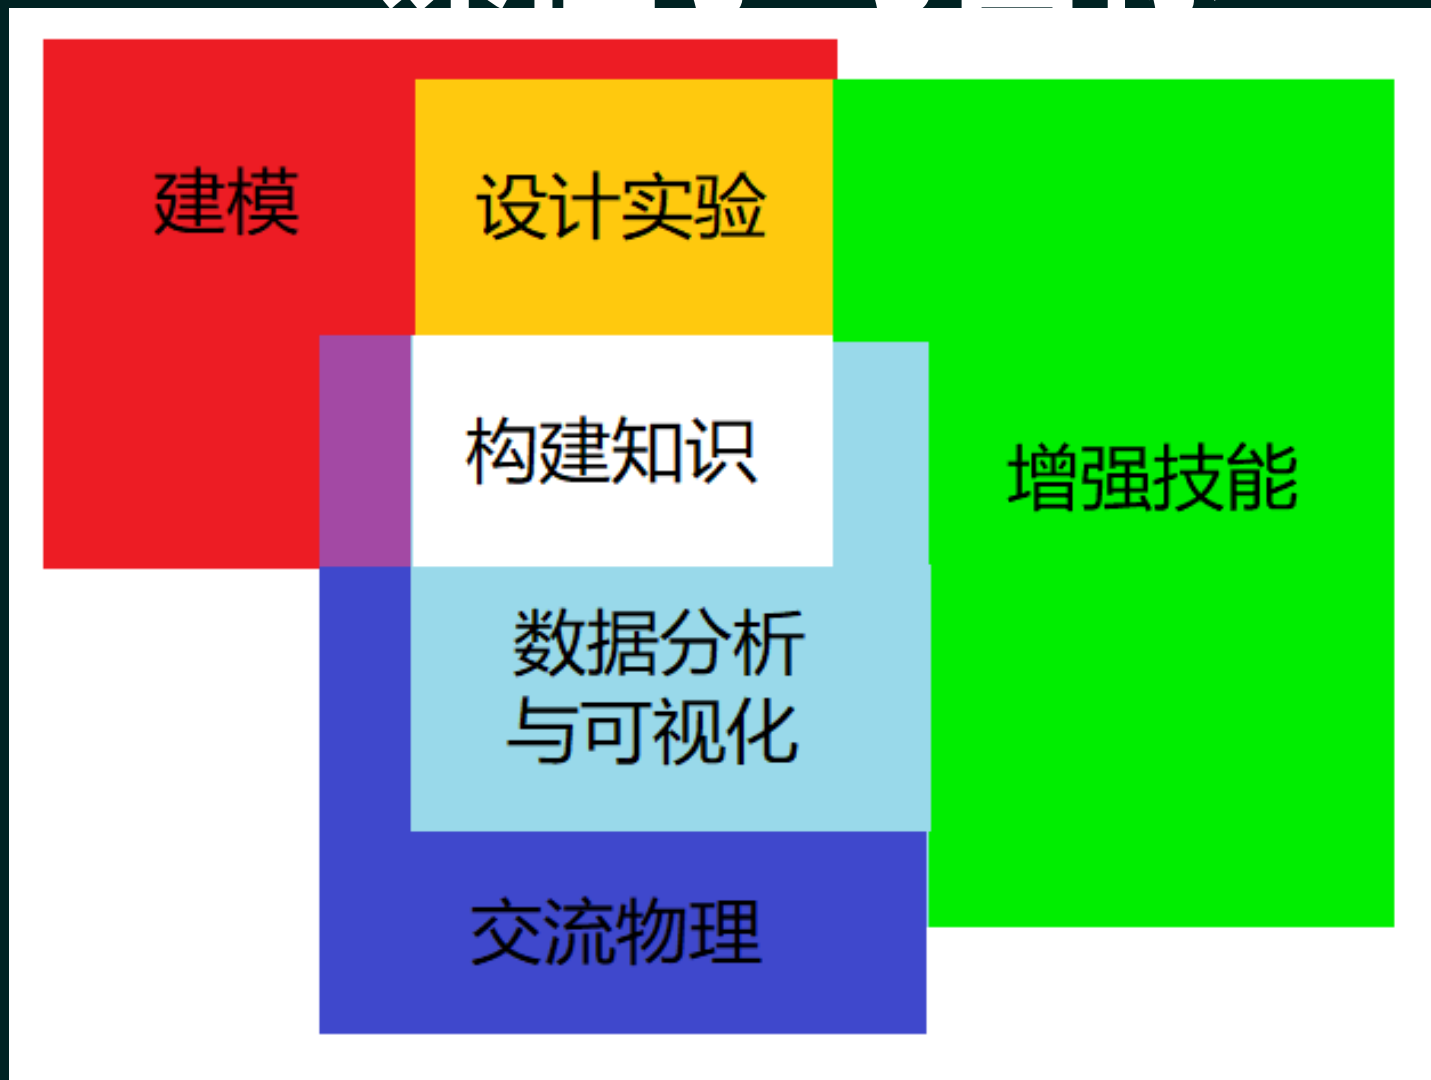 建模
设计实验
构建知识
增强技能
数据分析
与可视化
交流物理